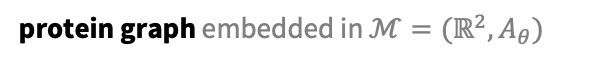 protein graph embedded in ℳ = (ℝ², A_θ)